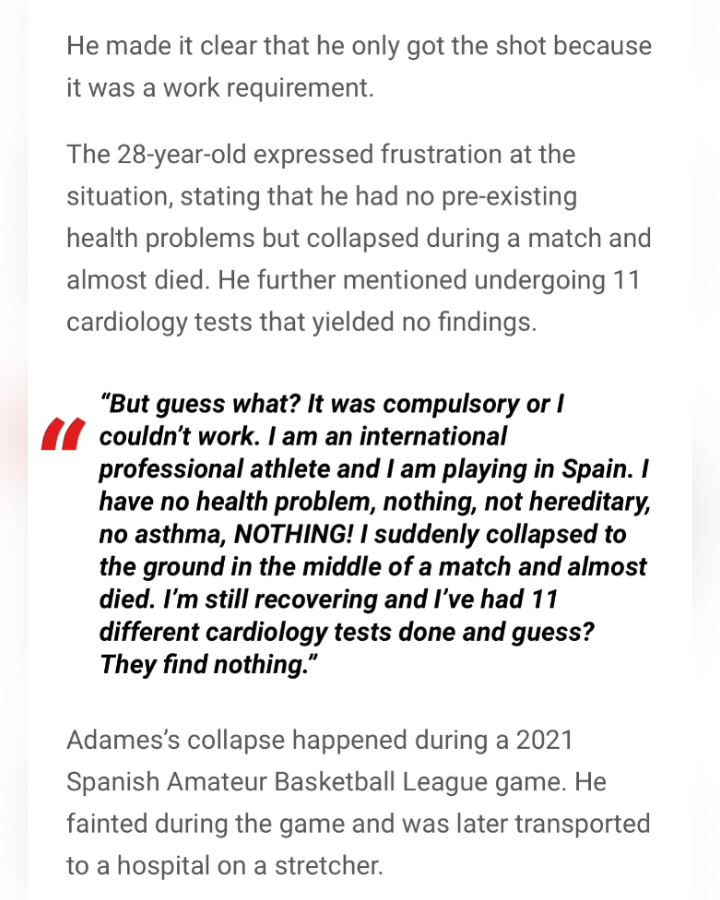 He made it clear that he only got the shot because
it was a work requirement.
The 28-year-old expressed frustration at the
situation, stating that he had no pre-existing
health problems but collapsed during a match and
almost died. He further mentioned undergoing 11
cardiology tests that yielded no findings.
“
“But guess what? It was compulsory or I
couldn’t work. I am an international
professional athlete and I am playing in Spain. I
have no health problem, nothing, not hereditary,
no asthma, NOTHING! I suddenly collapsed to
the ground in the middle of a match and almost
died. I’m still recovering and I’ve had 11
different cardiology tests done and guess?
They find nothing.”
Adames’s collapse happened during a 2021
Spanish Amateur Basketball League game. He
fainted during the game and was later transported
to a hospital on a stretcher.